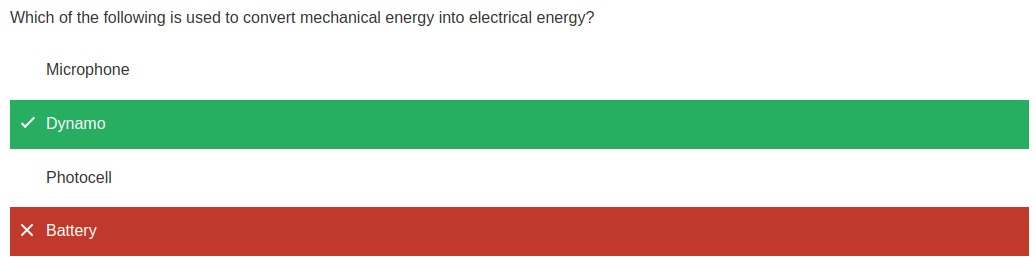 Which of the following is used to convert mechanical energy into electrical energy?
Microphone
Dynamo
Photocell
Battery